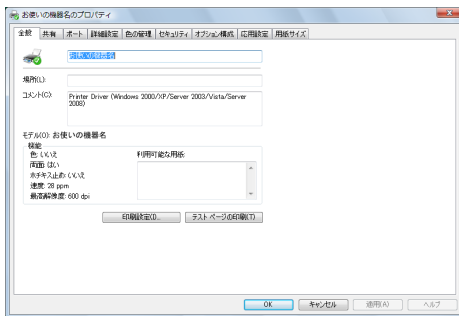 お使いの機器名のプロパティ
全般 共有 ポート 詳細設定 色の管理 セキュリティ オプション構成 応用設定 用紙サイズ
お使いの機器名
場所(L):
コメント(C): Printer Driver (Windows 2000/XP/Server 2003/Vista/Server
2008)
モデル(O): お使いの機器名
機能
色: いいえ 利用可能な用紙:
両面: はい
ホチキス止め: いいえ
速度: 28 ppm
最高解像度: 600 dpi
印刷設定(I)... テスト ページの印刷(T)
OK キャンセル 適用(A) ヘルプ